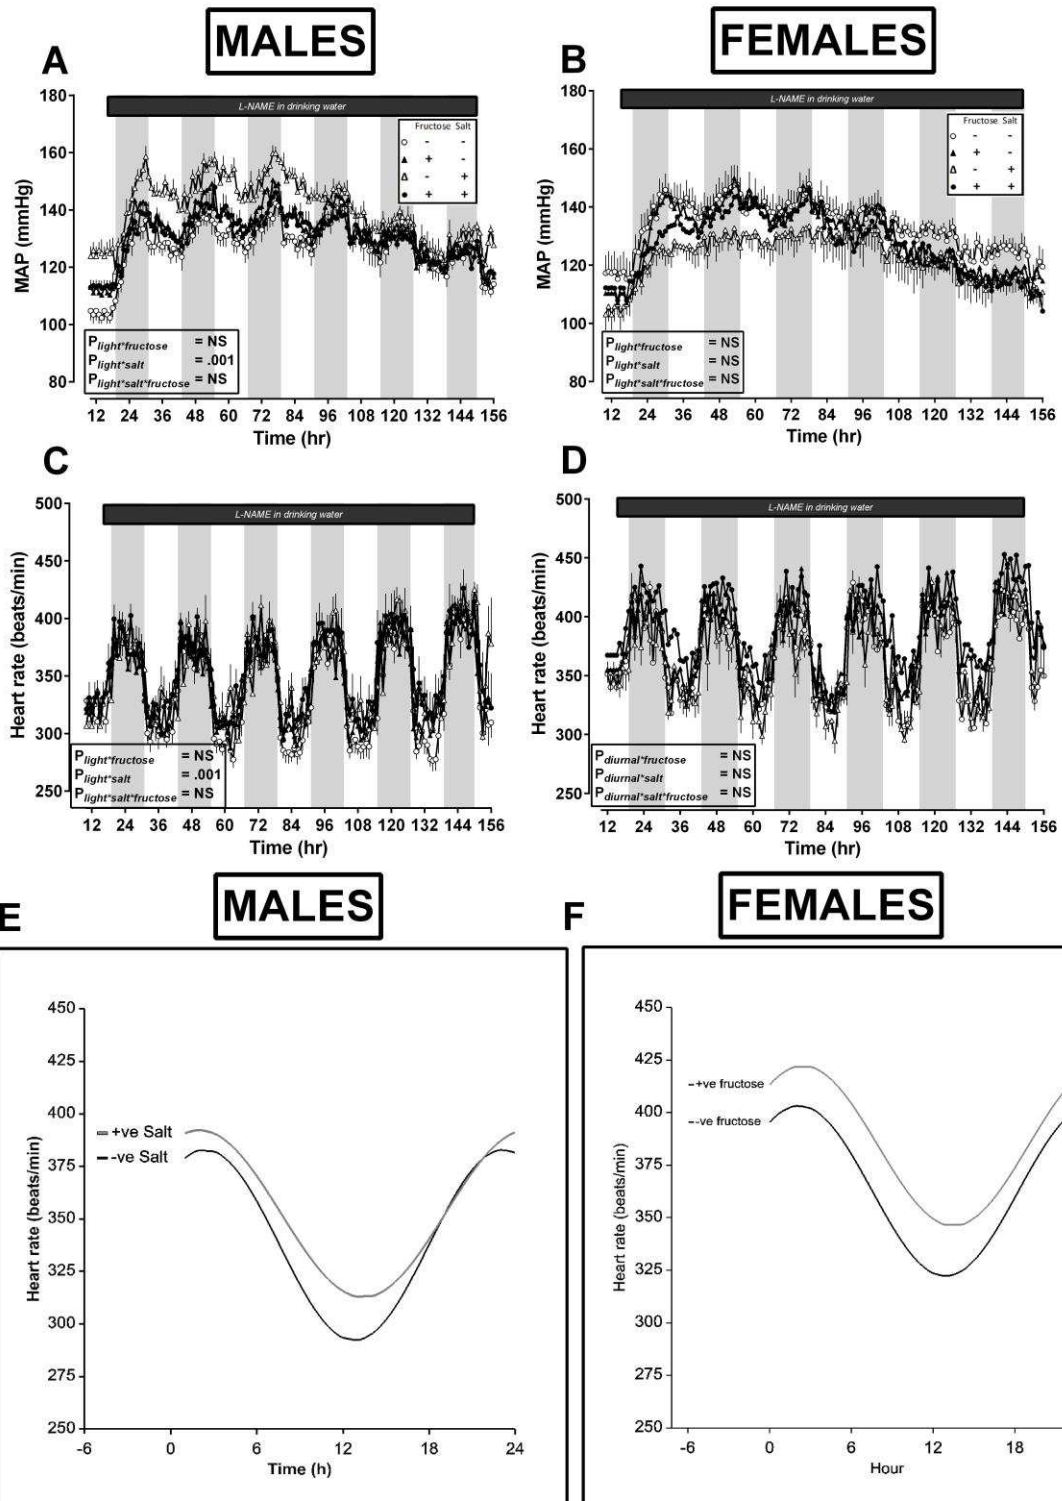 MALES
FEMALES
A
B
L-NAME in drinking water
L-NAME in drinking water
MAP (mmHg)
180
160
140
120
100
80
Fructose Salt
- -
+ -
- +
+ +
P light*fructose = NS
P light*salt = .001
P light*salt*fructose = NS
12 24 36 48 60 72 84 96 108 120 132 144 156
Time (hr)
MAP (mmHg)
180
160
140
120
100
80
Fructose Salt
- -
+ -
- +
+ +
P light*fructose = NS
P light*salt = NS
P light*salt*fructose = NS
12 24 36 48 60 72 84 96 108 120 132 144 156
Time (hr)
C
D
L-NAME in drinking water
L-NAME in drinking water
Heart rate (beats/min)
500
450
400
350
300
250
P light*fructose = NS
P light*salt = .001
P light*salt*fructose = NS
12 24 36 48 60 72 84 96 108 120 132 144 156
Time (hr)
Heart rate (beats/min)
500
450
400
350
300
250
P diurnal*fructose = NS
P diurnal*salt = NS
P diurnal*salt*fructose = NS
12 24 36 48 60 72 84 96 108 120 132 144 156
Time (hr)
E
MALES
F
FEMALES
Heart rate (beats/min)
450
425
400
375
350
325
300
275
250
+ve Salt
-ve Salt
-6 0 6 12 18 24
Time (h)
Heart rate (beats/min)
450
425
400
375
350
325
300
275
250
+ve fructose
-ve fructose
-6 0 6 12 18
Hour